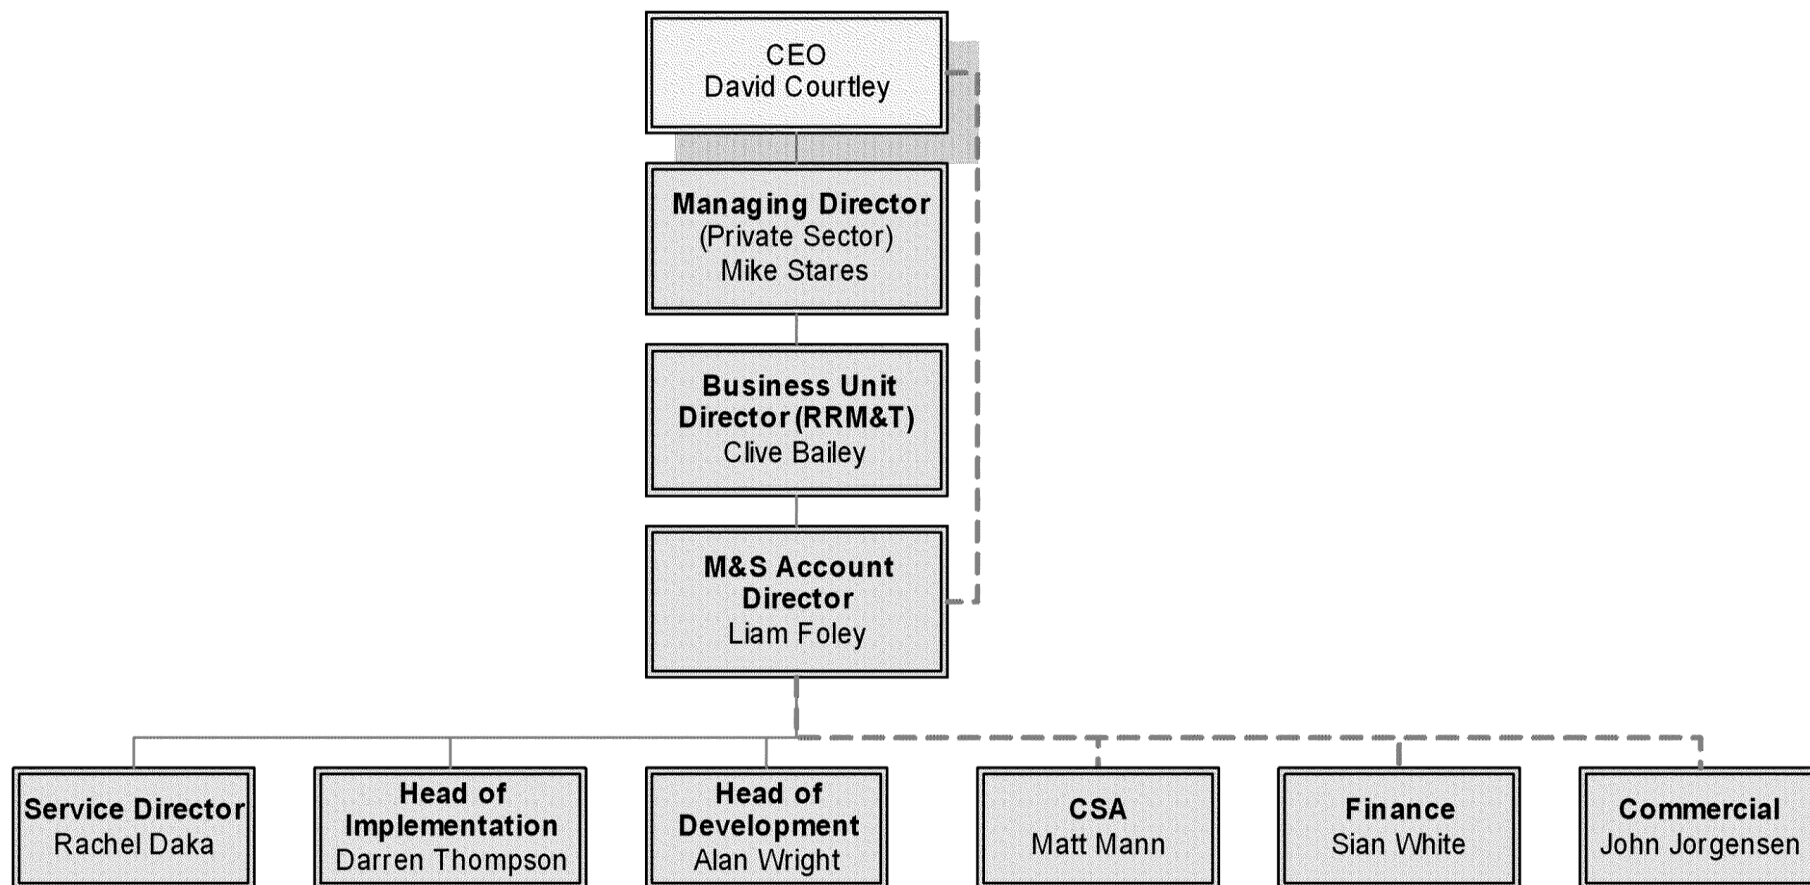 CEO
David Courtley
Managing Director
(Private Sector)
Mike Stares
Business Unit
Director (RRM&T)
Clive Bailey
M&S Account
Director
Liam Foley
Service Director
Rachel Daka
Head of
Implementation
Darren Thompson
Head of
Development
Alan Wright
CSA
Matt Mann
Finance
Sian White
Commercial
John Jorgensen